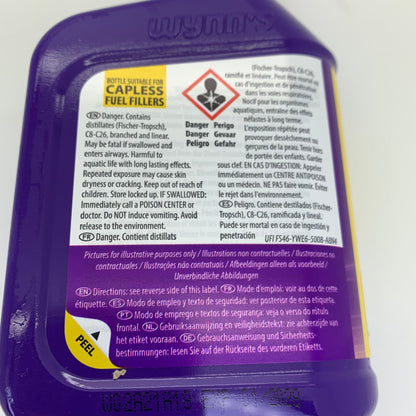 WYNN'S
BOTTLE SUITABLE FOR
CAPLESS
FUEL FILLERS
EN Danger. Contains
distillates (Fischer-Tropsch),
C8-C26, branched and linear.
May be fatal if swallowed and
enters airways. Harmful to
aquatic life with long lasting effects.
Repeated exposure may cause skin
dryness or cracking. Keep out of reach of
children. Store locked up. IF SWALLOWED:
Immediately call a POISON CENTER or
doctor. Do NOT induce vomiting. Avoid
release to the environment.
FR Danger. Contient distillats
Danger Perigo
Danger Gevaar
Peligro Gefahr
(Fischer-Tropsch), C8-C26,
ramifié et linéaire. Peut être mortel en
cas d'ingestion et de pénétration
dans les voies respiratoires.
Nocif pour les organismes
aquatiques, entraîne des effets
néfastes à long terme.
L'exposition répétée peut
provoquer dessèchement ou
gerçures de la peau. Tenir hors
de portée des enfants. Garder
sous clef. EN CAS D'INGESTION: Appeler
immédiatement un CENTRE ANTIPOISON
ou un médecin. NE PAS faire vomir. Éviter
le rejet dans l'environnement.
ES Peligro. Contiene destilados (Fischer-
Tropsch), C8-C26, ramificada y lineal.
Puede ser mortal en caso de ingestión y
penetración UFI F546-YWE6-5008-A8N4
Pictures for illustrative purposes only / Illustrations non contractuelles / Ilustraciones no
contractuales / Ilustrações não contratuais / Afbeeldingen alleen als voorbeeld /
Unverbindliche Abbildungen
EN Directions: see reverse side of this label. FR Mode d'emploi: voir au dos de cette
étiquette. ES Modo de empleo y texto de seguridad: ver posterior de esta etiqueta.
PT Modo de emprego e textos de segurança: veja o verso da rótulo
frontal. NL Gebruiksaanwijzing en veiligheidstekst: zie achterzijde van
het etiket vooraan. DE Gebrauchsanweisung und Sicherheits-
bestimmungen: lesen Sie auf der Rückseite des vorderen Etiketts.
PEEL